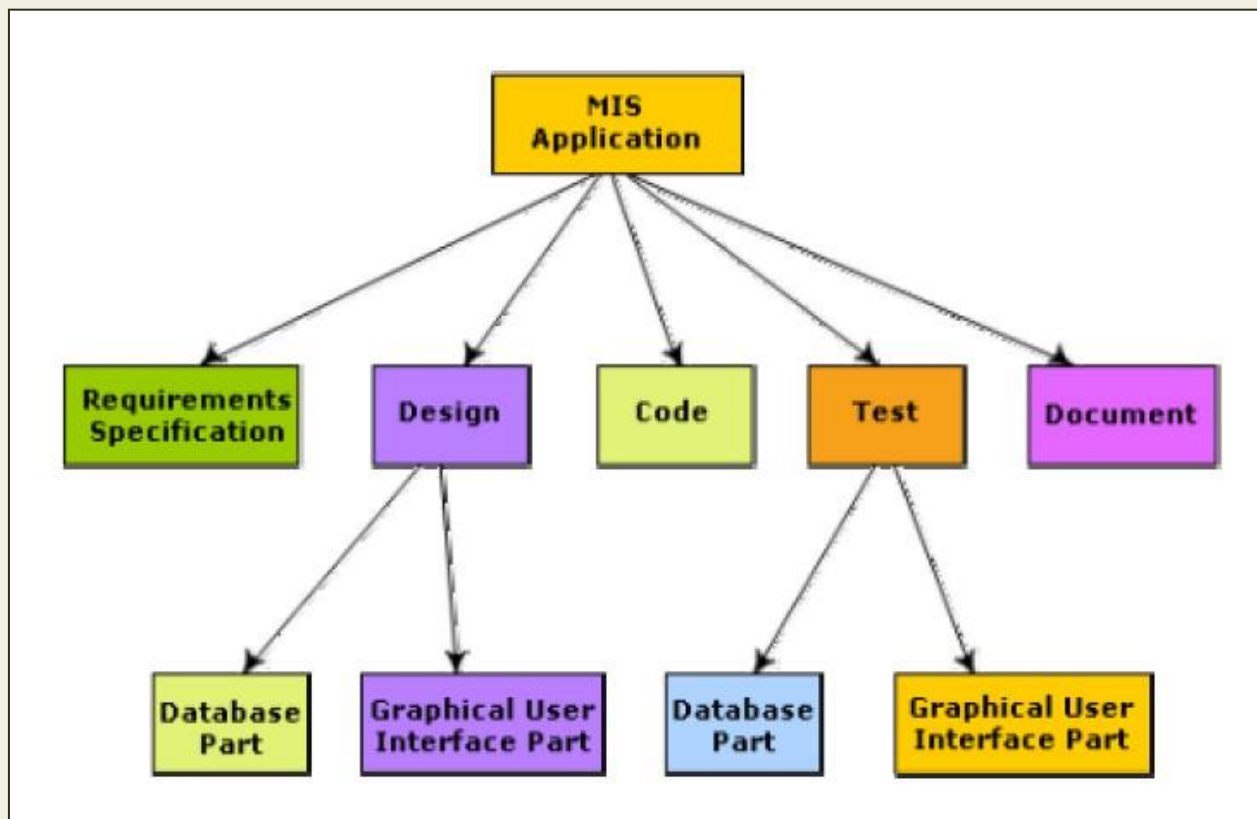 MIS
Application
Requirements
Specification
Design
Code
Test
Document
Database
Part
Graphical User
Interface Part
Database
Part
Graphical User
Interface Part